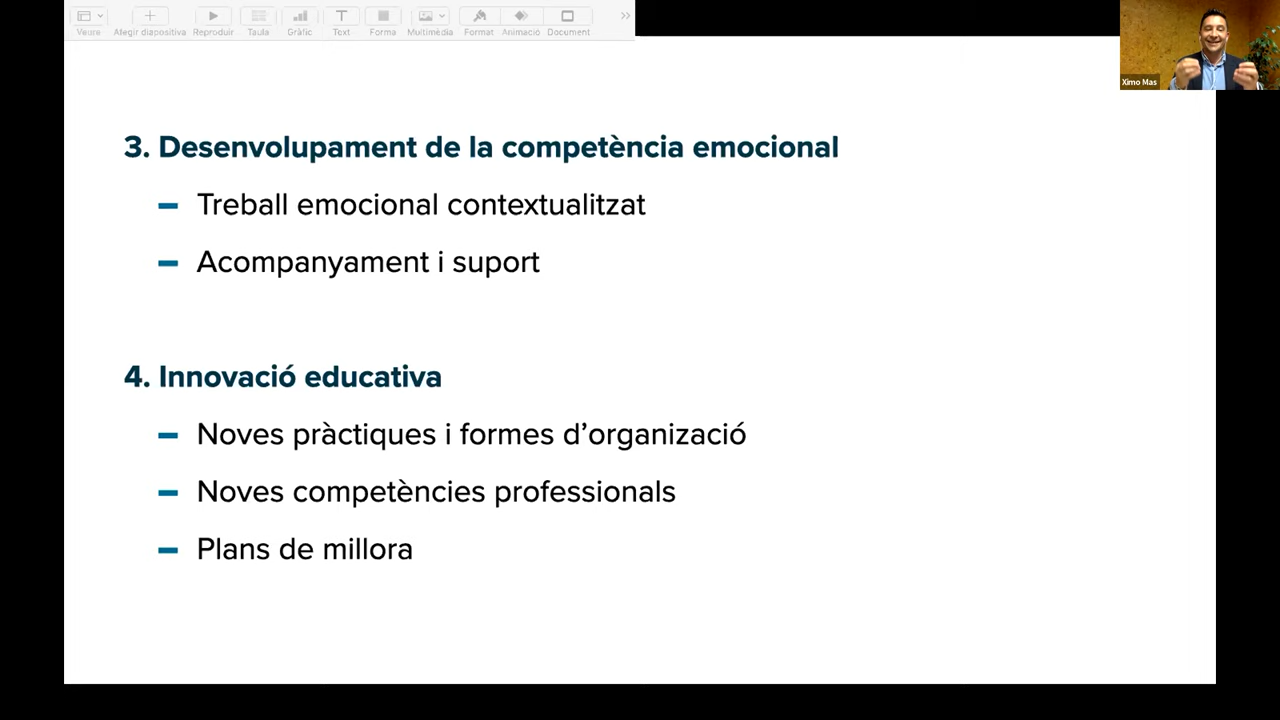 Veure Afegir diapositiva Reproduir Taula Gràfic Text Forma Multimèdia Format Animació Document
Ximo Mas
3. Desenvolupament de la competència emocional
– Treball emocional contextualitzat
– Acompanyament i suport
4. Innovació educativa
– Noves pràctiques i formes d’organització
– Noves competències professionals
– Plans de millora